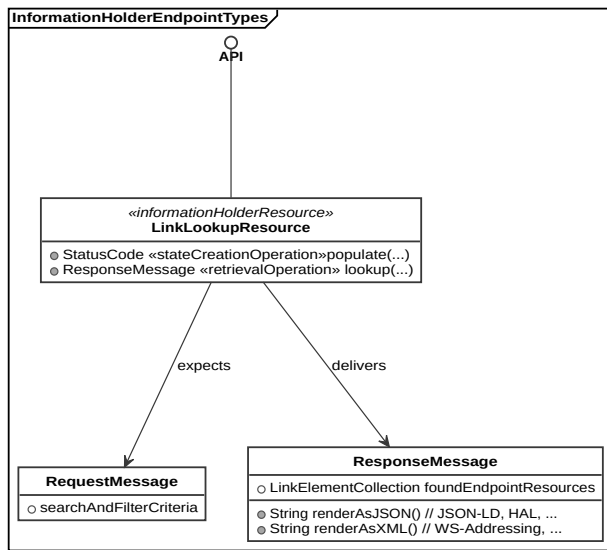 InformationHolderEndpointTypes
API
«informationHolderResource»
LinkLookupResource
StatusCode «stateCreationOperation»populate(...)
ResponseMessage «retrievalOperation» lookup(...)
expects
delivers
RequestMessage
searchAndFilterCriteria
ResponseMessage
LinkElementCollection foundEndpointResources
String renderAsJSON() // JSON-LD, HAL, ...
String renderAsXML() // WS-Addressing, ...